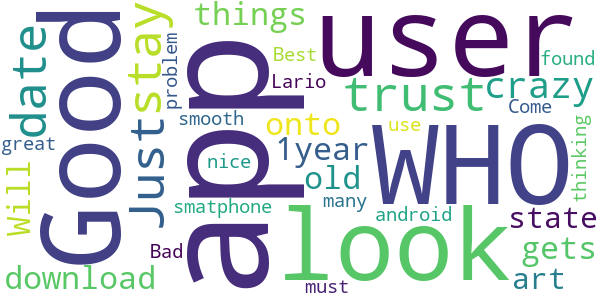 Good
date
Just
stay
problem
app
things
user
Best
Lario
found
trust
crazy
Come
great
smooth
onto
use
WHO
thinking
Will
nice
1year
old
many
look
android
state
smatphone
Bad
gets
download
must
art